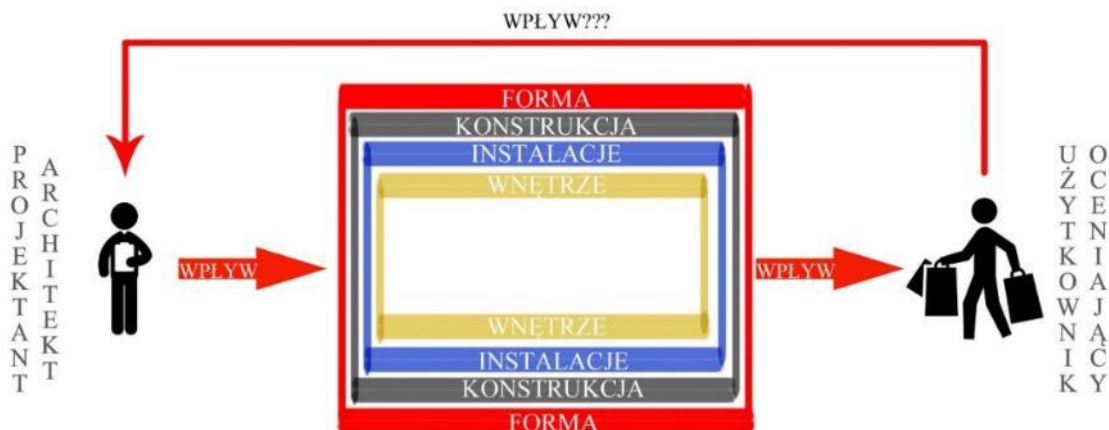 WPŁYW???
PROJEKTANT
ARCHITEKT
WPŁYW
FORMA
KONSTRUKCJA
INSTALACJE
WNĘTRZE
WNĘTRZE
INSTALACJE
KONSTRUKCJA
FORMA
WPŁYW
UŻYTKOWNIK
OCENIAJĄCY